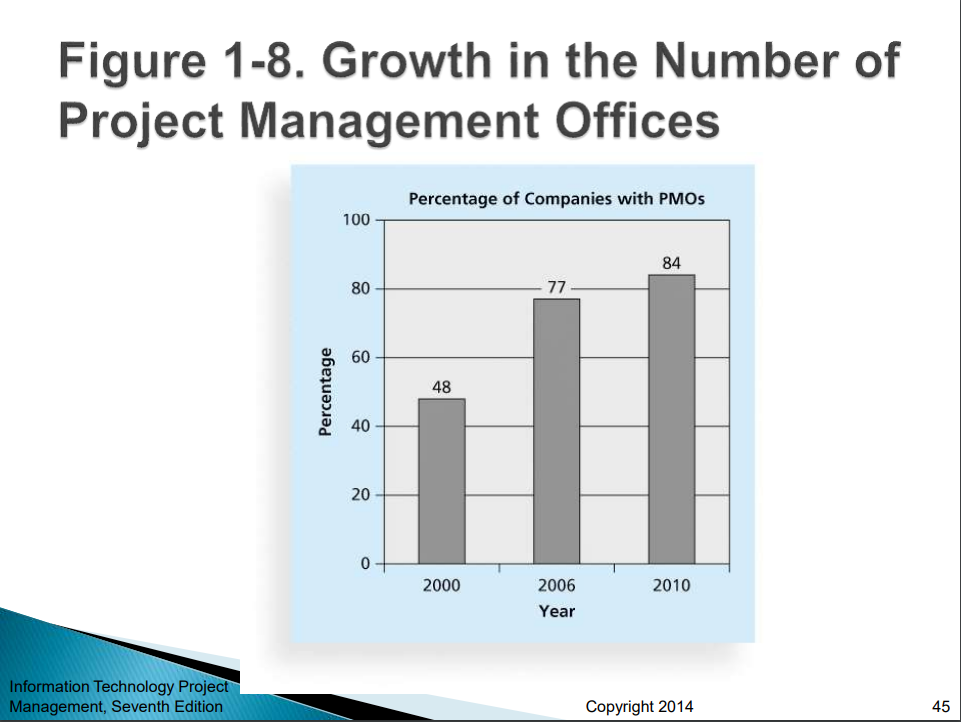 Figure 1-8. Growth in the Number of
Project Management Offices
Percentage of Companies with PMOs
100
80
60
40
20
0
Percentage
48
77
84
2000
2006
2010
Year
Information Technology Project
Management, Seventh Edition
Copyright 2014
45